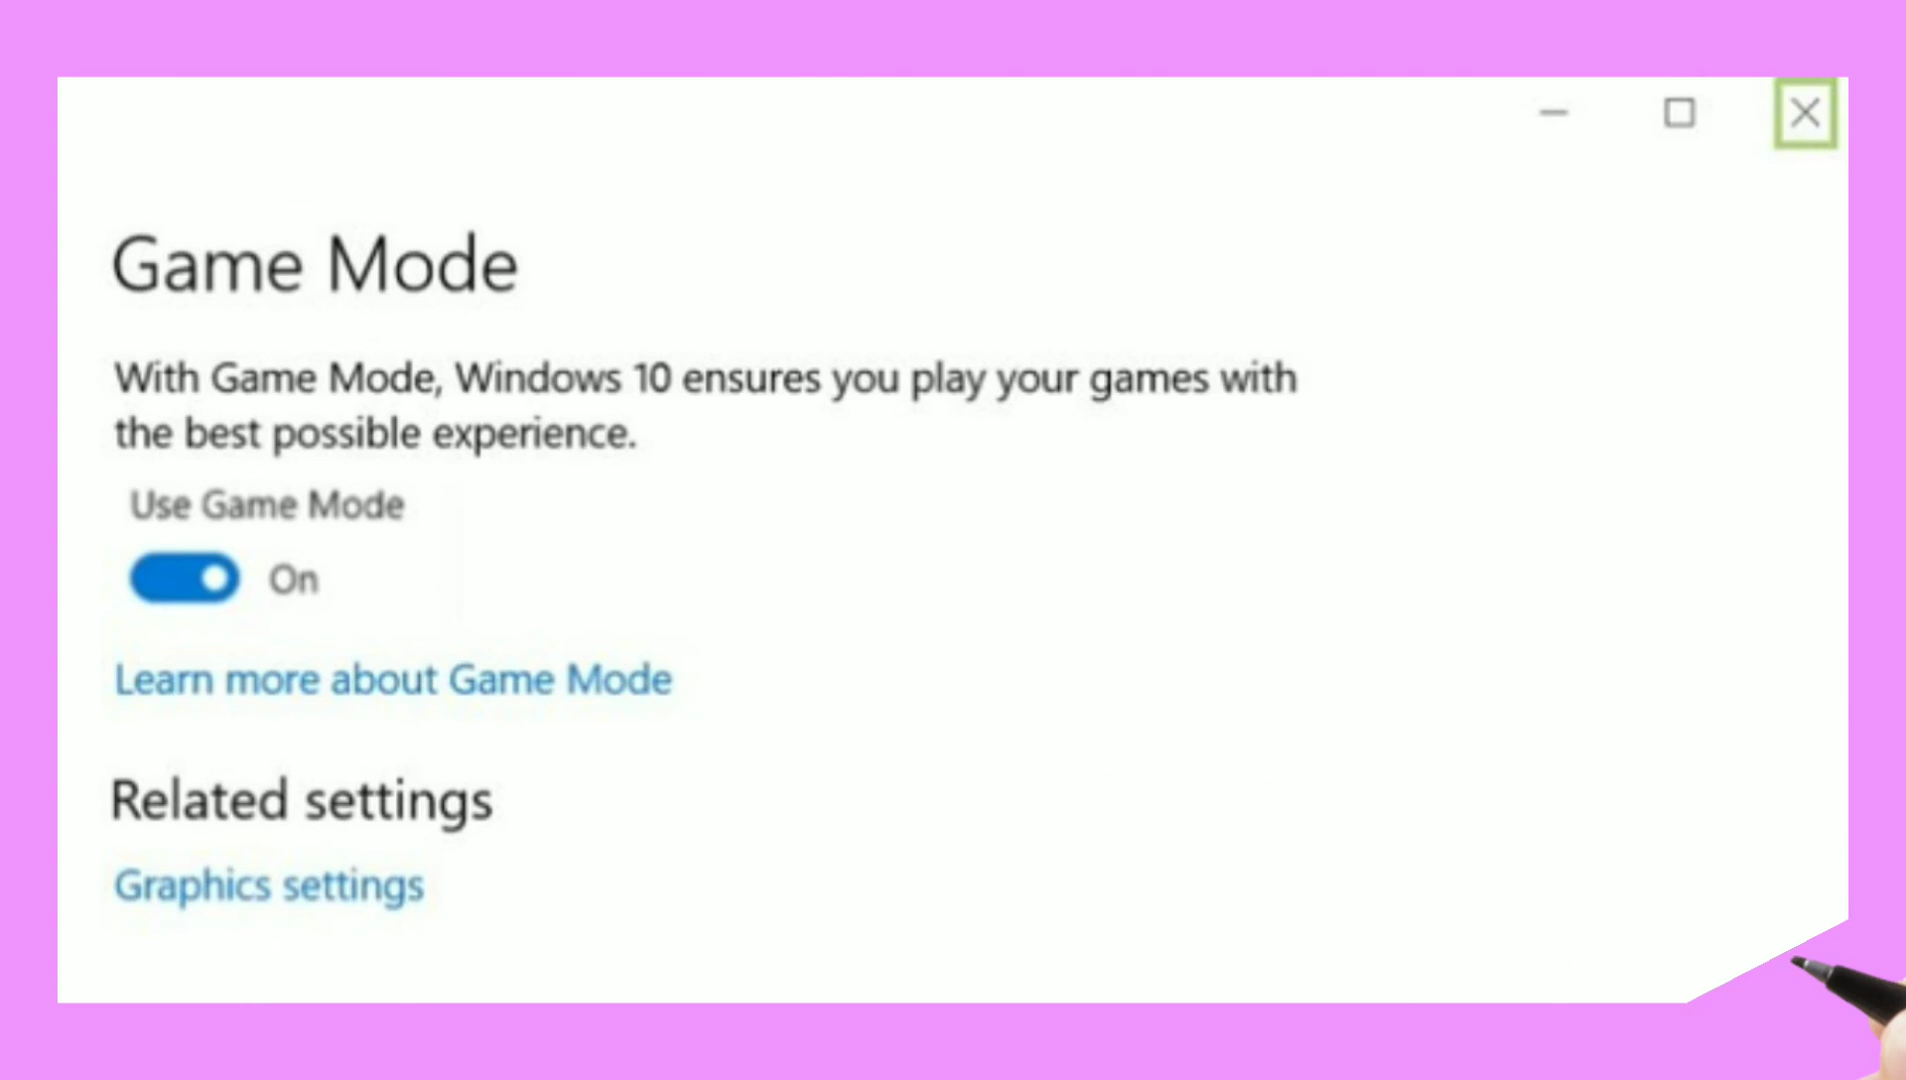 Game Mode
With Game Mode, Windows 10 ensures you play your games with
the best possible experience.
Use Game Mode
On
Learn more about Game Mode
Related settings
Graphics settings